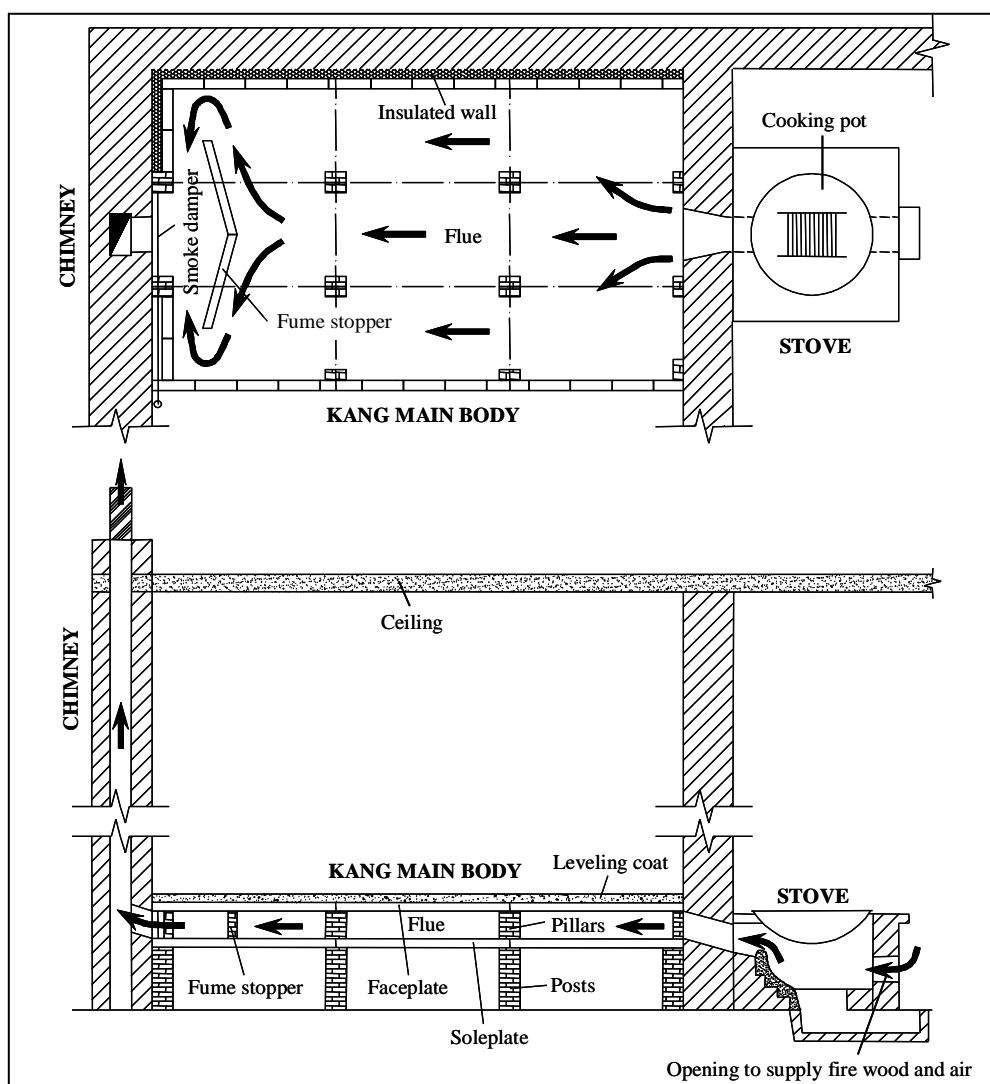 Insulated wall
Cooking pot
CHIMNEY
Smoke damper
Flue
Fume stopper
STOVE
KANG MAIN BODY
Ceiling
CHIMNEY
KANG MAIN BODY
Leveling coat
STOVE
Flue
Pillars
Fume stopper
Faceplate
Posts
Soleplate
Opening to supply fire wood and air